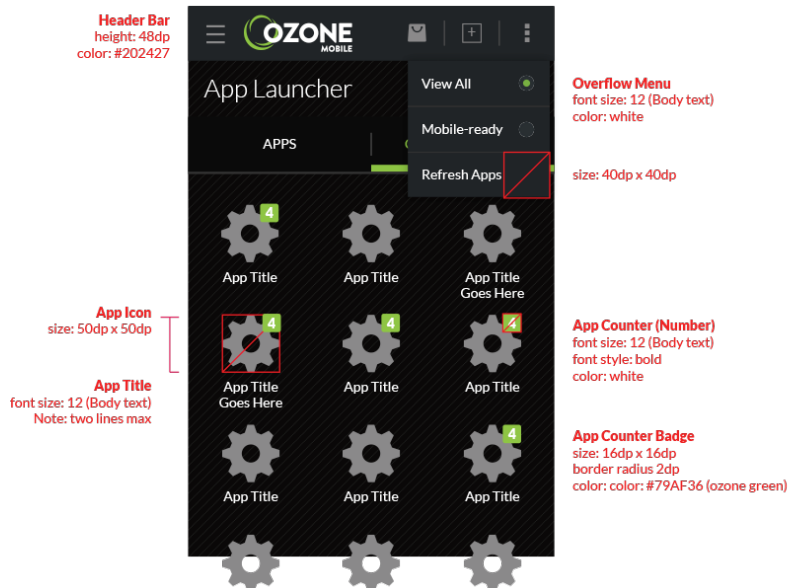 Header Bar
height: 48dp
color: #202427
OZONE
MOBILE
App Launcher
View All
Mobile-ready
Refresh Apps
Overflow Menu
font size: 12 (Body text)
color: white
size: 40dp x 40dp
APPS
4
App Title
App Title
App Title
Goes Here
App Icon
size: 50dp x 50dp
App Title
font size: 12 (Body text)
Note: two lines max
4
4
4
App Title
Goes Here
App Title
App Title
App Counter (Number)
font size: 12 (Body text)
font style: bold
color: white
4
App Title
App Title
App Title
App Counter Badge
size: 16dp x 16dp
border radius 2dp
color: color: #79AF36 (ozone green)